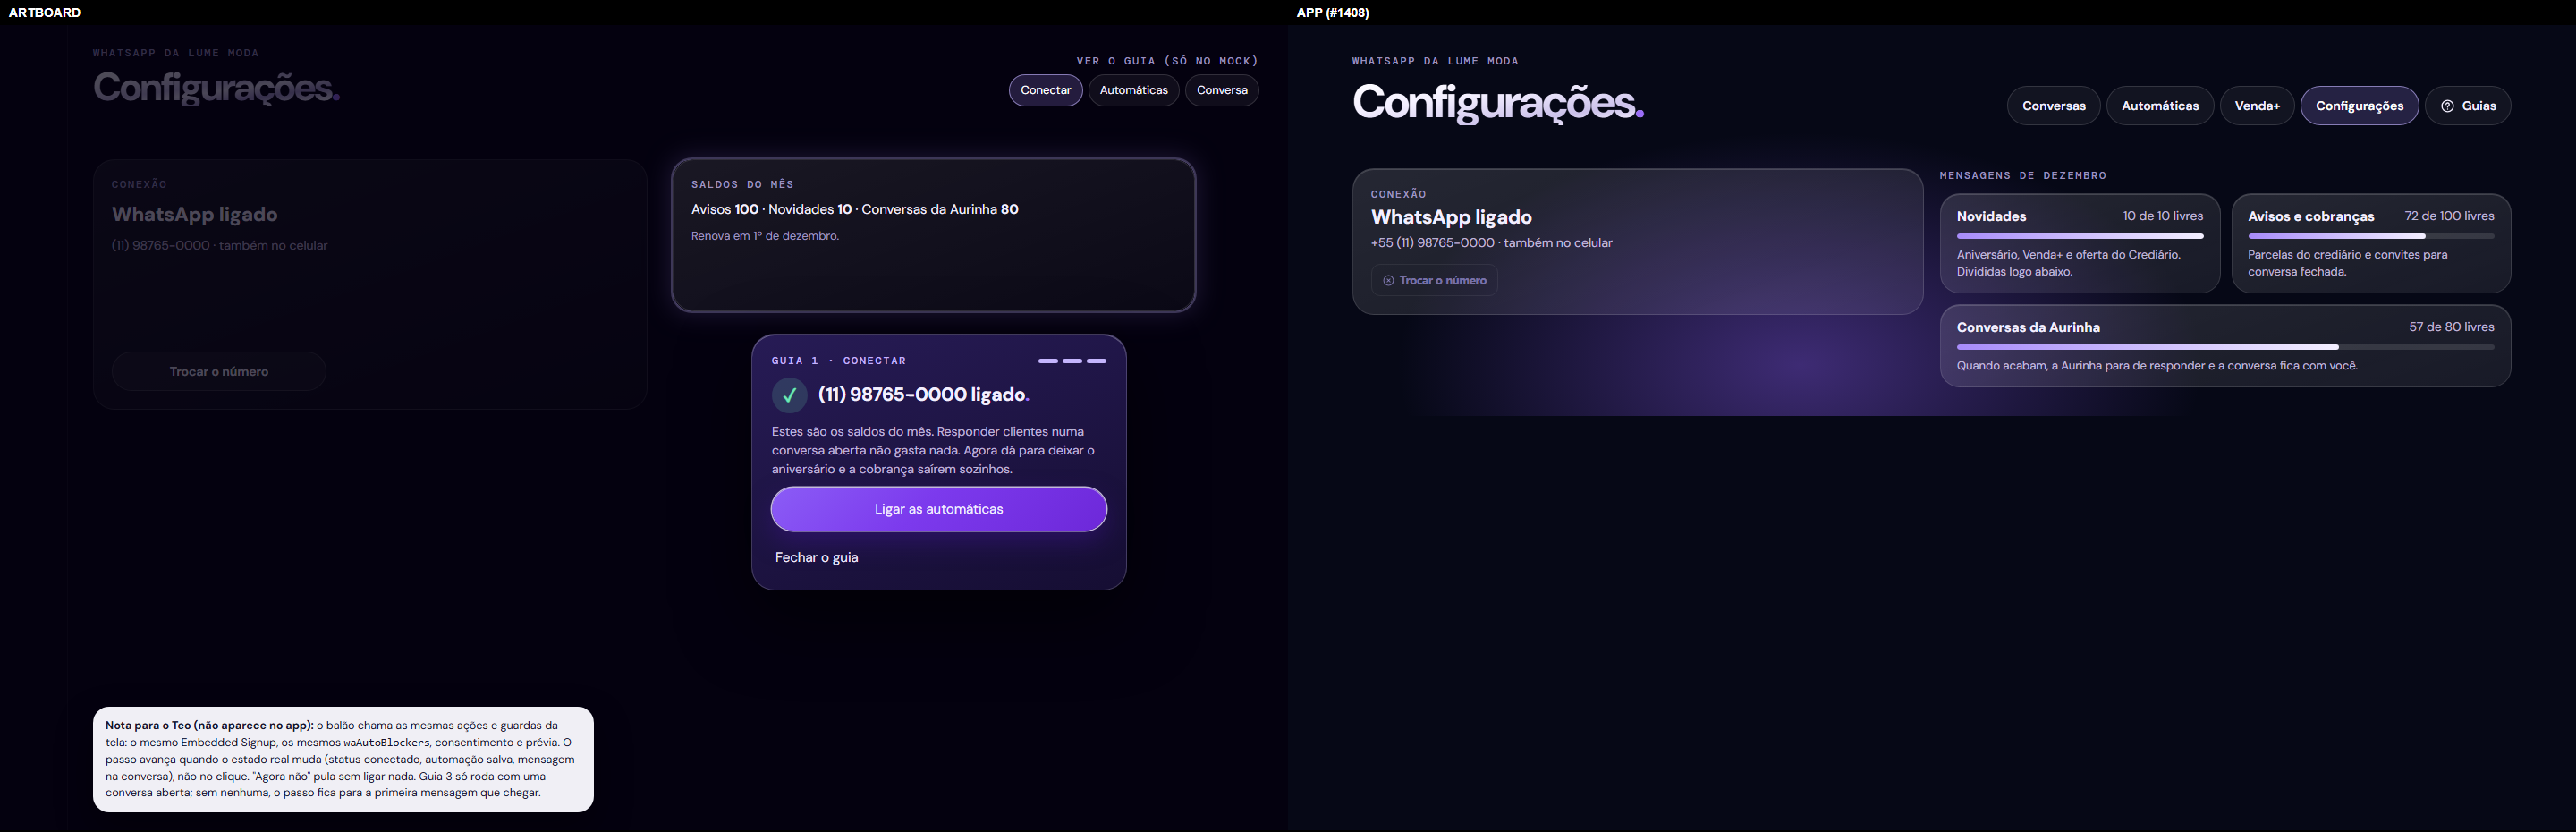 ARTBOARD
WHATSAPP DA LUME MODA
Configurações.
VER O GUIA (SÓ NO MOCK)
Conectar
Automáticas
Conversa
CONEXÃO
WhatsApp ligado
(11) 98765-0000 · também no celular
Trocar o número
SALDOS DO MÊS
Avisos 100 · Novidades 10 · Conversas da Aurinha 80
Renova em 1º de dezembro.
GUIA 1 · CONECTAR
(11) 98765-0000 ligado.
Estes são os saldos do mês. Responder clientes numa
conversa aberta não gasta nada. Agora dá para deixar o
aniversário e a cobrança saírem sozinhos.
Ligar as automáticas
Fechar o guia
Nota para o Teo (não aparece no app): o balão chama as mesmas ações e guardas da
tela: o mesmo Embedded Signup, os mesmos waAutoBlockers, consentimento e prévia. O
passo avança quando o estado real muda (status conectado, automação salva, mensagem
na conversa), não no clique. "Agora não" pula sem ligar nada. Guia 3 só roda com uma
conversa aberta; sem nenhuma, o passo fica para a primeira mensagem que chegar.
APP (#1408)
WHATSAPP DA LUME MODA
Configurações.
Conversas
Automáticas
Venda+
Configurações
Guias
CONEXÃO
WhatsApp ligado
+55 (11) 98765-0000 · também no celular
Trocar o número
MENSAGENS DE DEZEMBRO
Novidades
10 de 10 livres
Aniversário, Venda+ e oferta do Crediário.
Divididas logo abaixo.
Avisos e cobranças
72 de 100 livres
Parcelas do crediário e convites para
conversa fechada.
Conversas da Aurinha
57 de 80 livres
Quando acabam, a Aurinha para de responder e a conversa fica com você.